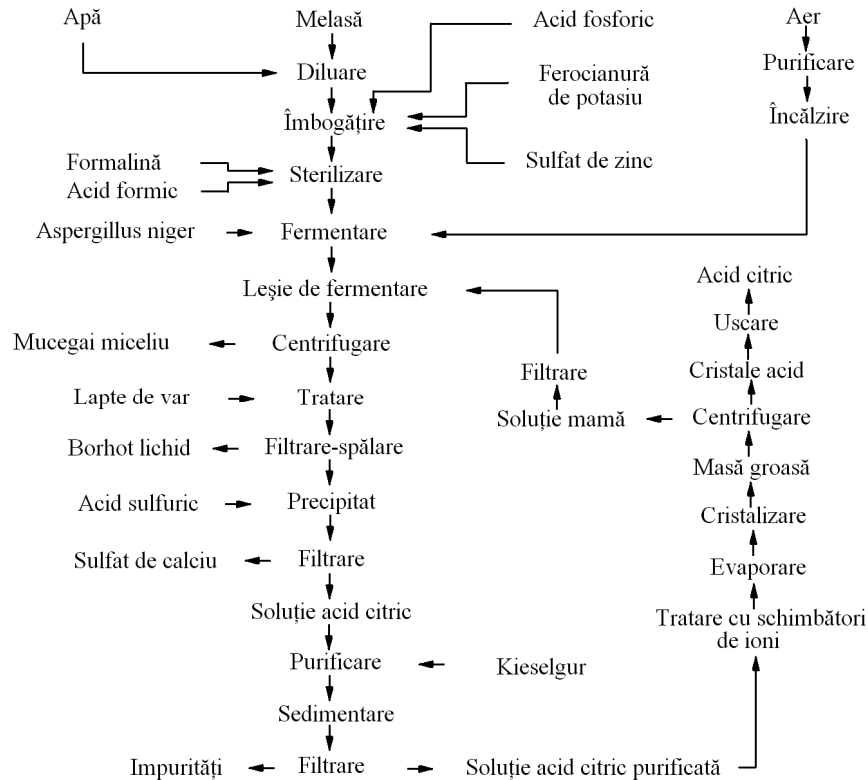 Apă
Melasă
Acid fosforic
Aer
Diluare
Purificare
Ferocianură
de potasiu
Îmbogățire
Încălzire
Formalină
Acid formic
Sterilizare
Sulfat de zinc
Aspergillus niger
Fermentare
Leşie de fermentare
Acid citric
Uscare
Mucegai miceliu
Centrifugare
Filtrare
Cristale acid
Lapte de var
Tratare
Soluție mamă
Centrifugare
Borhot lichid
Filtrare-spălare
Masă groasă
Acid sulfuric
Precipitat
Cristalizare
Sulfat de calciu
Filtrare
Evaporare
Soluție acid citric
Tratare cu schimbători
de ioni
Purificare
Kieselgur
Sedimentare
Impurități
Filtrare
Soluție acid citric purificată